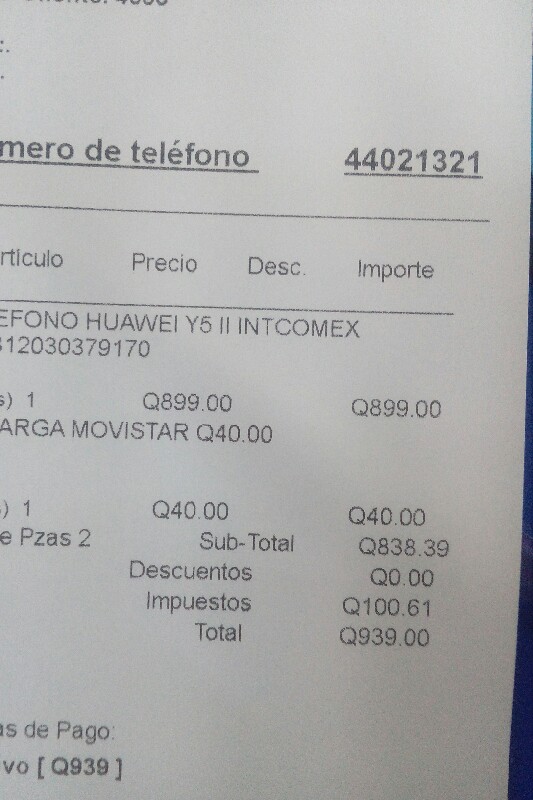 :.
.
mero de teléfono 44021321
rticulo Precio Desc. Importe
EFONO HUAWEI Y5 II INTCOMEX
312030379170
s) 1 Q899.00 Q899.00
ARGA MOVISTAR Q40.00
) 1 Q40.00 Q40.00
e Pzas 2 Sub-Total Q838.39
Descuentos Q0.00
Impuestos Q100.61
Total Q939.00
as de Pago:
vo [ Q939 ]